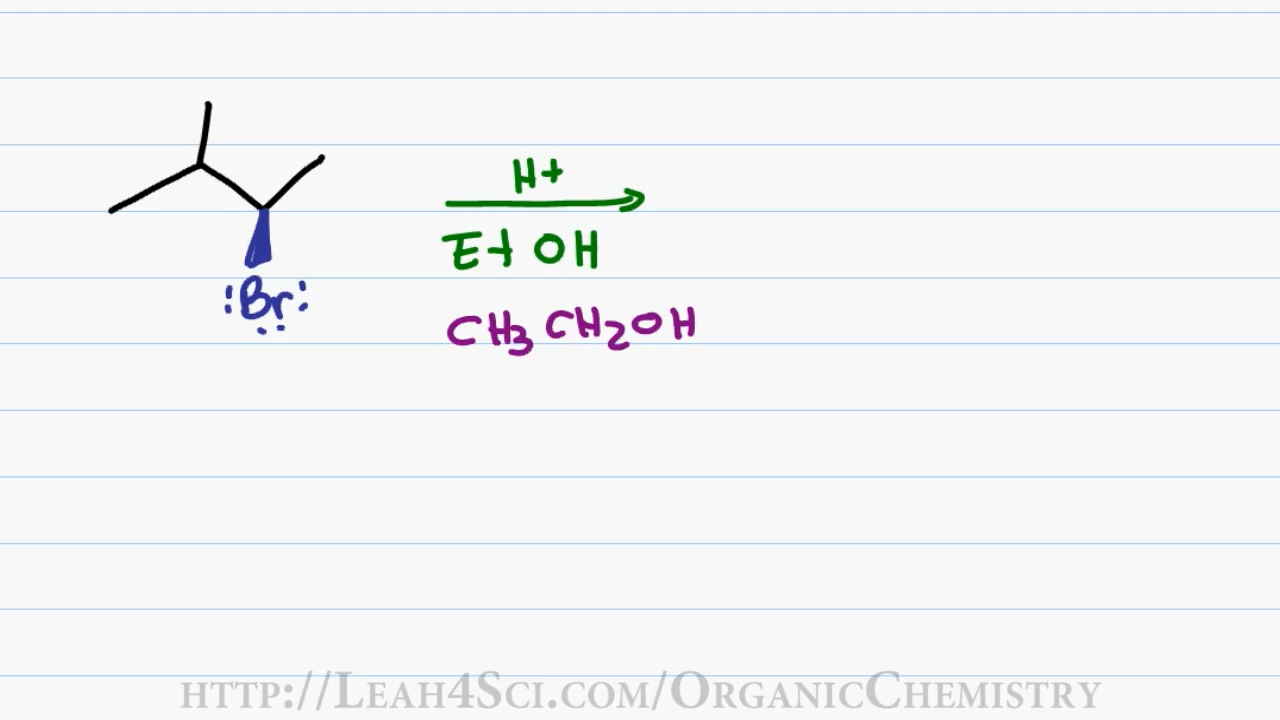 H+
:Br:
Et OH
CH3 CH2OH
http://Leah4Sci.com/OrganicChemistry